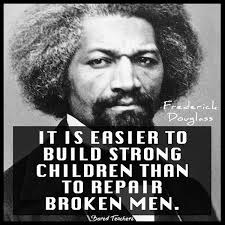 Frederick
Douglass
IT IS EASIER TO
BUILD STRONG
CHILDREN THAN
TO REPAIR
BROKEN MEN.
Bored Teachers